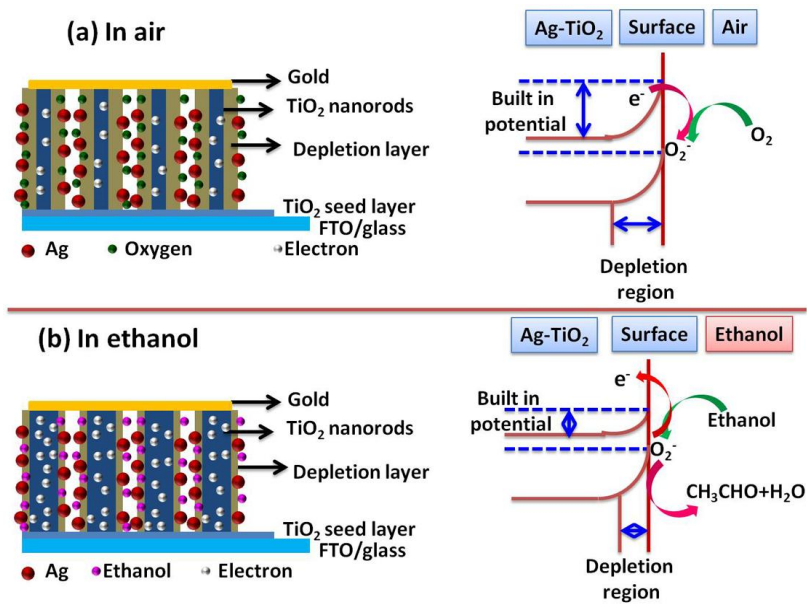 (a) In air
Gold
TiO₂ nanorods
Depletion layer
TiO₂ seed layer
FTO/glass
Ag
Oxygen
Electron
Ag-TiO₂
Surface
Air
Built in
potential
e⁻
O₂⁻
O₂
Depletion
region
(b) In ethanol
Gold
TiO₂ nanorods
Depletion layer
TiO₂ seed layer
FTO/glass
Ag
Ethanol
Electron
Ag-TiO₂
Surface
Ethanol
e⁻
Built in
potential
Ethanol
O₂⁻
CH₃CHO+H₂O
Depletion
region